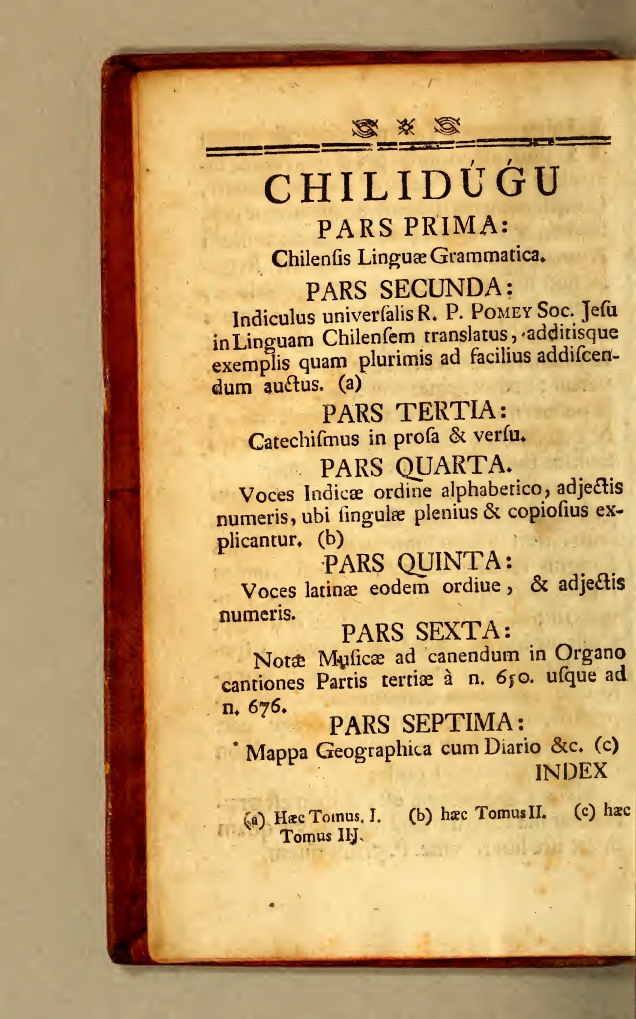 CHILIDÚǴU
PARS PRIMA:
Chilenſis Linguæ Grammatica.
PARS SECUNDA:
Indiculus univerſalis R. P. POMEY Soc. Jeſu
in Linguam Chilenſem translatus, additisque
exemplis quam plurimis ad facilius addiſcen-
dum auctus. (a)
PARS TERTIA:
Catechiſmus in proſa & verſu.
PARS QUARTA.
Voces Indicæ ordine alphabetico, adjectis
numeris, ubi ſingulæ plenius & copioſius ex-
plicantur. (b)
PARS QUINTA:
Voces latinæ eodem ordiue, & adjectis
numeris.
PARS SEXTA:
Notæ Muſicæ ad canendum in Organo
cantiones Partis tertiæ à n. 650. uſque ad
n. 676.
PARS SEPTIMA:
Mappa Geographica cum Diario &c. (c)
INDEX
(a) Hæc Tomus. I. (b) hæc Tomus II. (c) hæc
Tomus III.